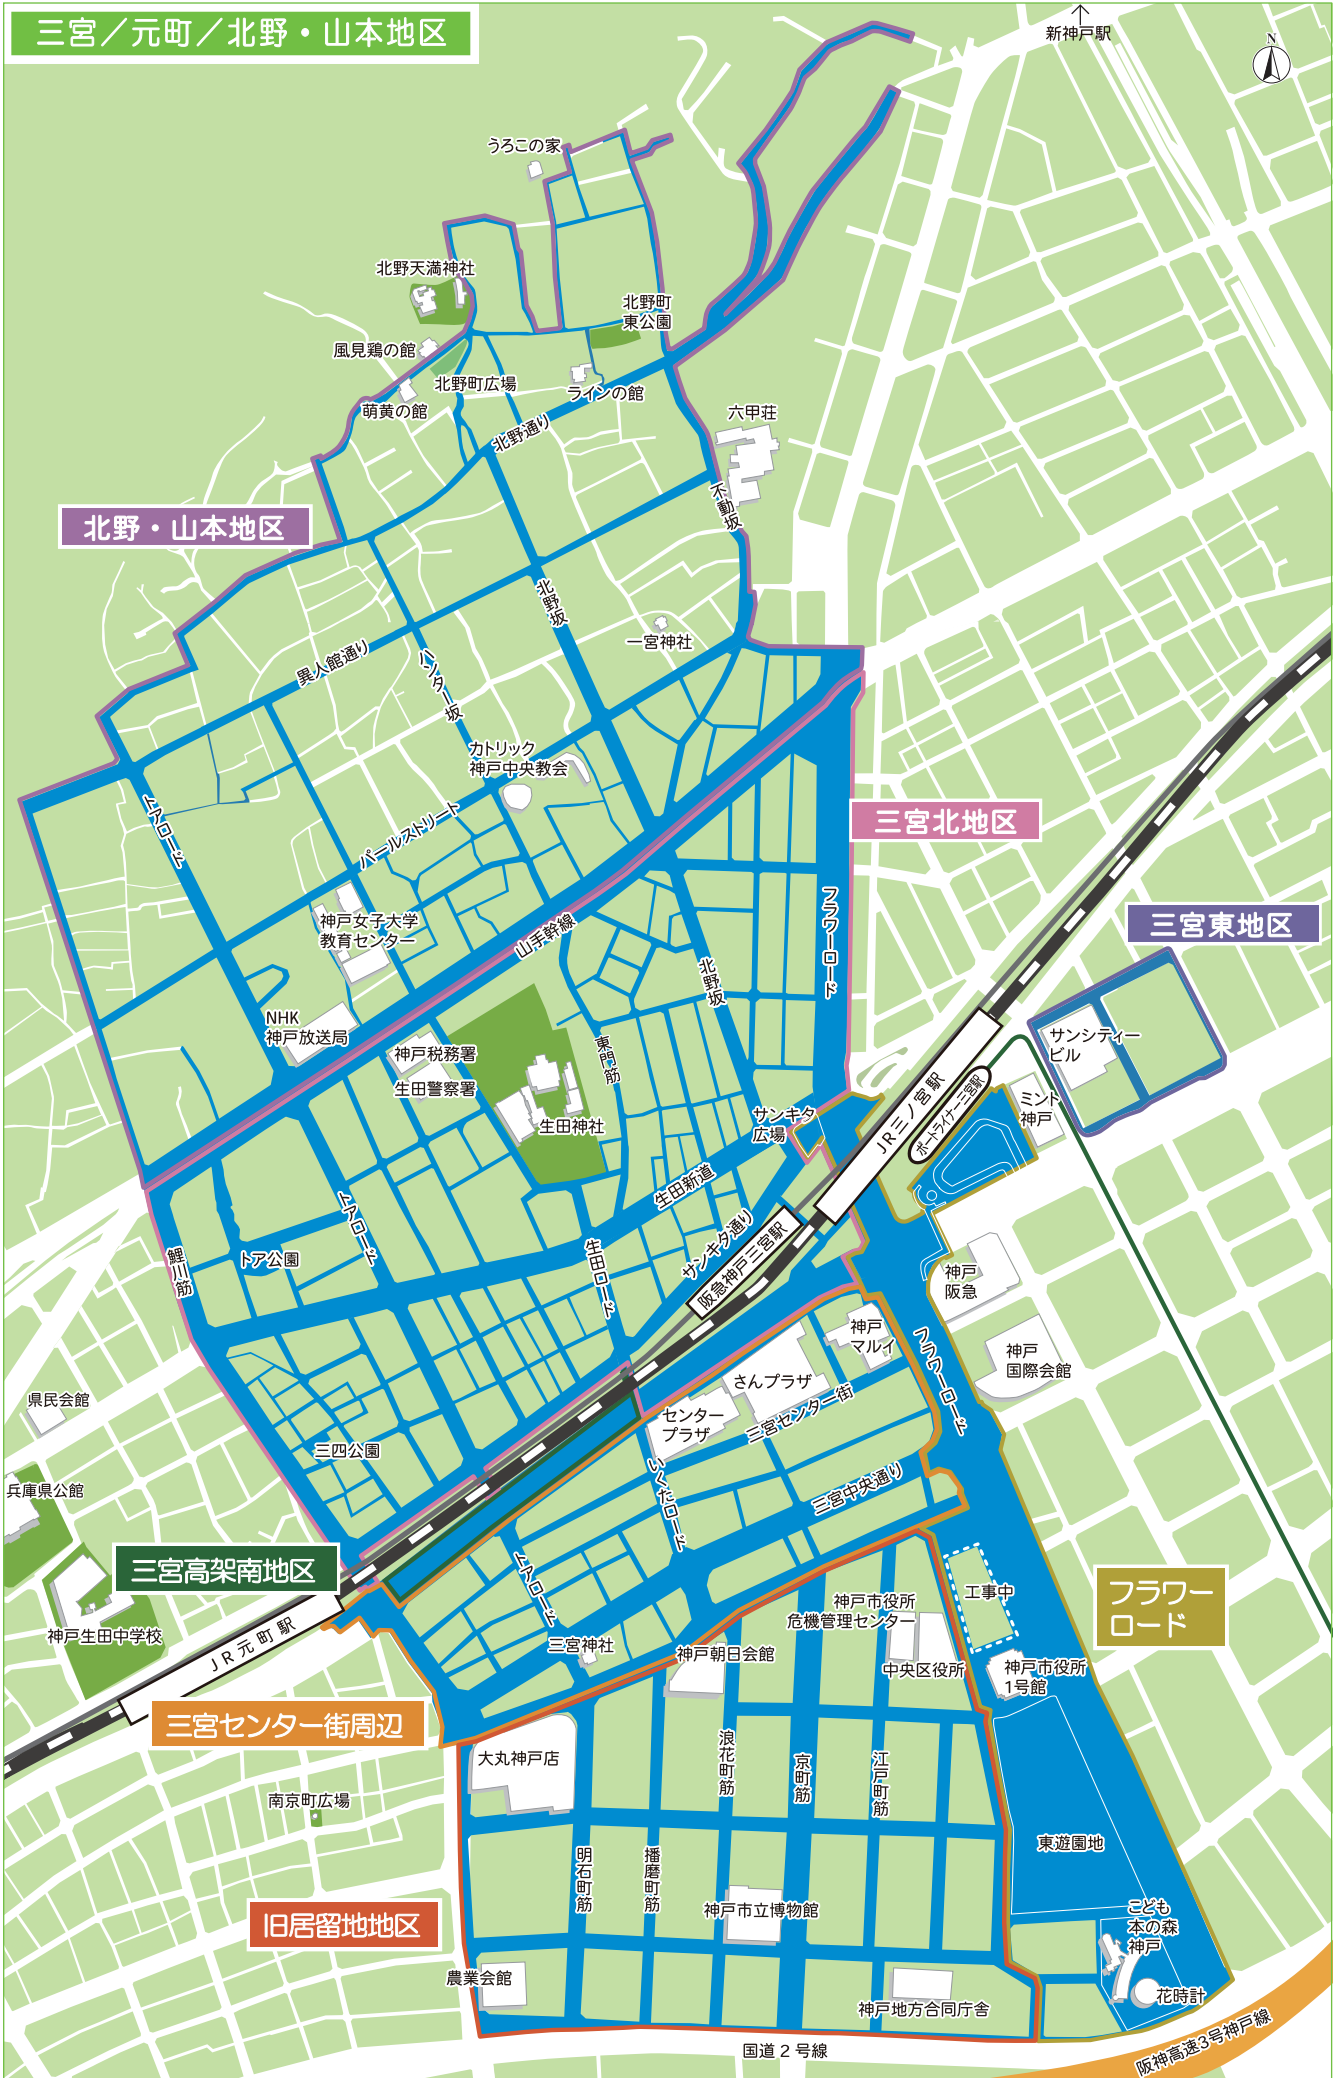 三宮／元町／北野・山本地区
新神戸駅
N
うろこの家
北野天満神社
北野町
東公園
風見鶏の館
北野町広場
ラインの館
萌黄の館
六甲荘
北野通り
不動坂
北野・山本地区
北野坂
一宮神社
異人館通り
ハンター坂
カトリック
神戸中央教会
トアロード
パールストリート
三宮北地区
フラワーロード
神戸女子大学
教育センター
山手幹線
三宮東地区
北野坂
NHK
神戸放送局
神戸税務署
生田警察署
東門筋
生田神社
サンシティー
ビル
ミント
神戸
JR三ノ宮駅
ポートライナー三宮駅
サンキタ
広場
生田新道
トアロード
サンキタ通り
阪急神戸三宮駅
生田ロード
トア公園
鯉川筋
神戸
阪急
神戸
マルイ
フラワーロード
神戸
国際会館
さんプラザ
センター
プラザ
三宮センター街
県民会館
三四公園
いくたロード
三宮中央通り
兵庫県公館
三宮高架南地区
トアロード
工事中
フラワー
ロード
神戸市役所
危機管理センター
神戸生田中学校
JR元町駅
三宮神社
神戸朝日会館
中央区役所
神戸市役所
1号館
三宮センター街周辺
大丸神戸店
浪花町筋
京町筋
江戸町筋
南京町広場
東遊園地
明石町筋
播磨町筋
神戸市立博物館
こども
本の森
神戸
旧居留地地区
農業会館
花時計
神戸地方合同庁舎
国道2号線
阪神高速3号神戸線